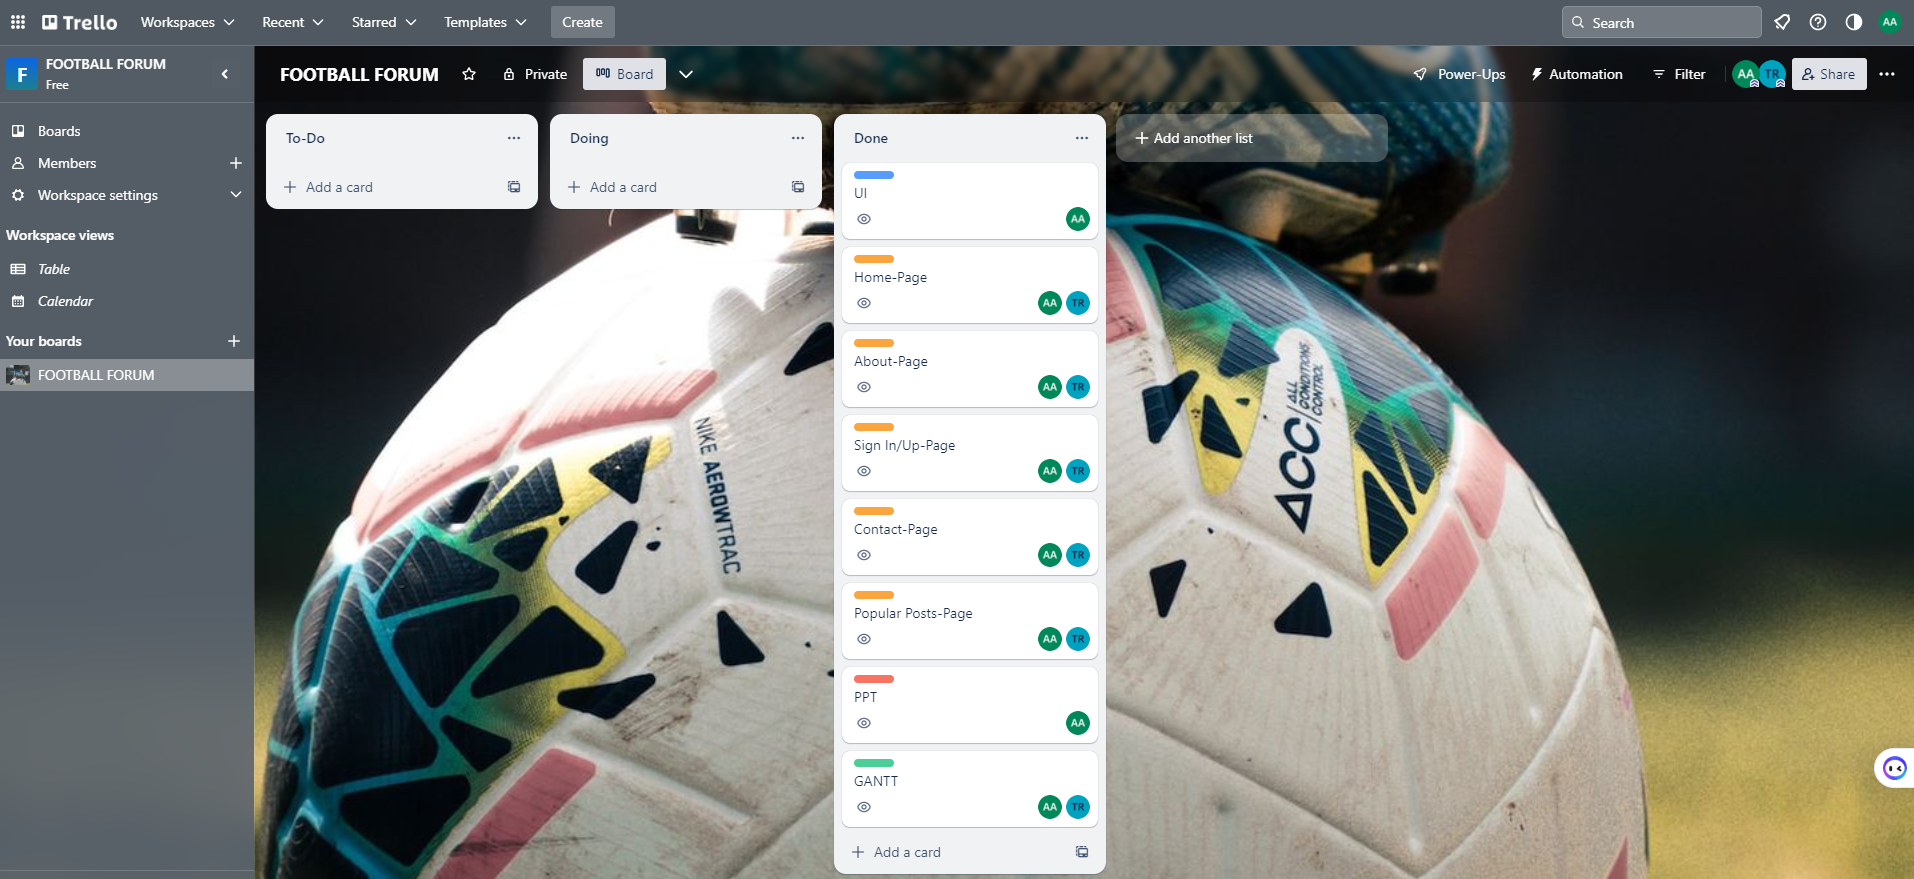 Trello
Workspaces
Recent
Starred
Templates
Create
Search
AA
F
FOOTBALL FORUM
Free
FOOTBALL FORUM
Private
Board
Power-Ups
Automation
Filter
AA
TR
Share
Boards
Members
Workspace settings
Workspace views
Table
Calendar
Your boards
FOOTBALL FORUM
To-Do
Add a card
Doing
Add a card
Done
UI
AA
Home-Page
AA TR
About-Page
AA TR
Sign In/Up-Page
AA TR
Contact-Page
AA TR
Popular Posts-Page
AA TR
PPT
AA
GANTT
AA TR
Add a card
Add another list
NIKE AEROWTRAC
ACC
ALL
CONDITIONS
CONTROL